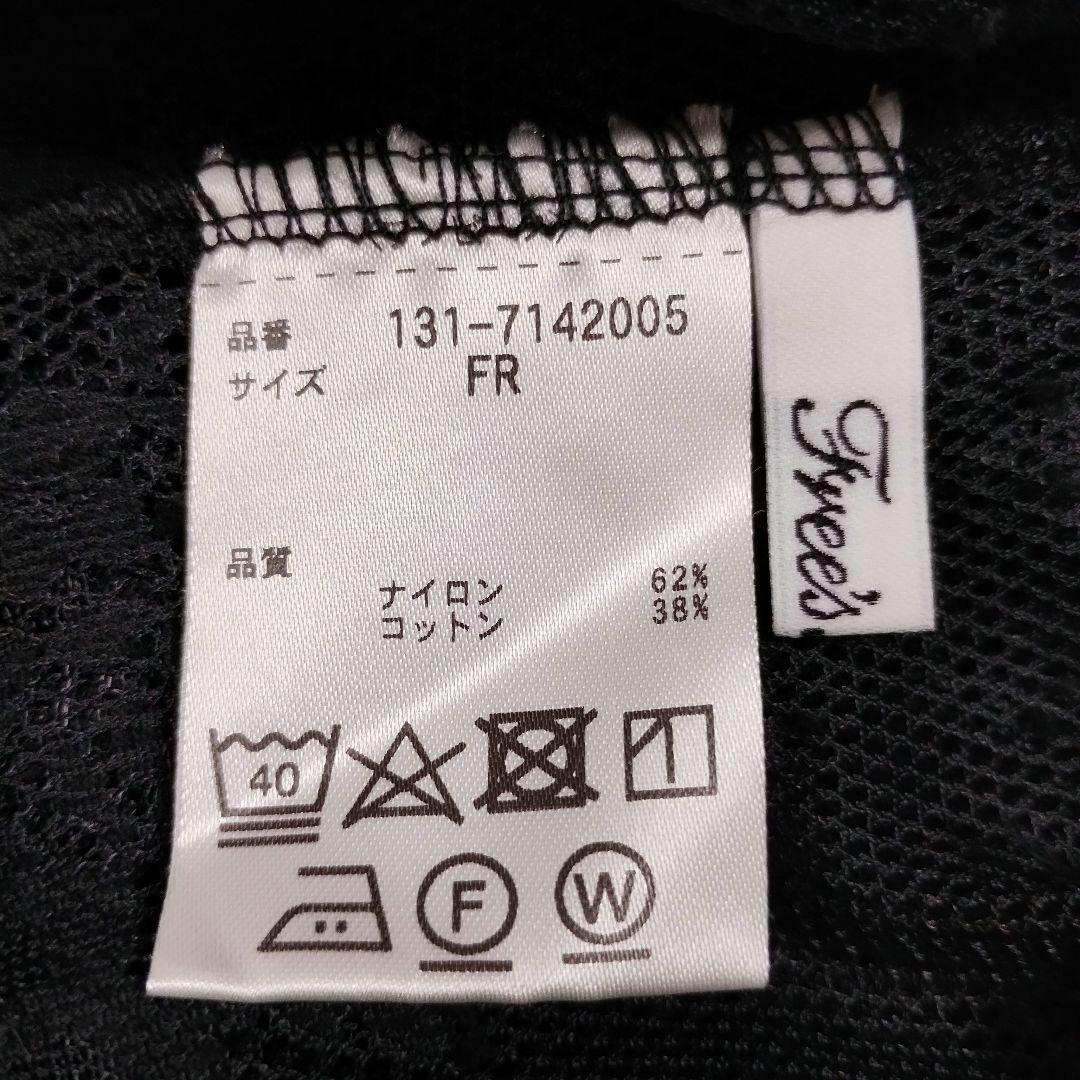 品番 131-7142005
サイズ FR
品質
ナイロン 62%
コットン 38%
40
F
W
Fyvee's